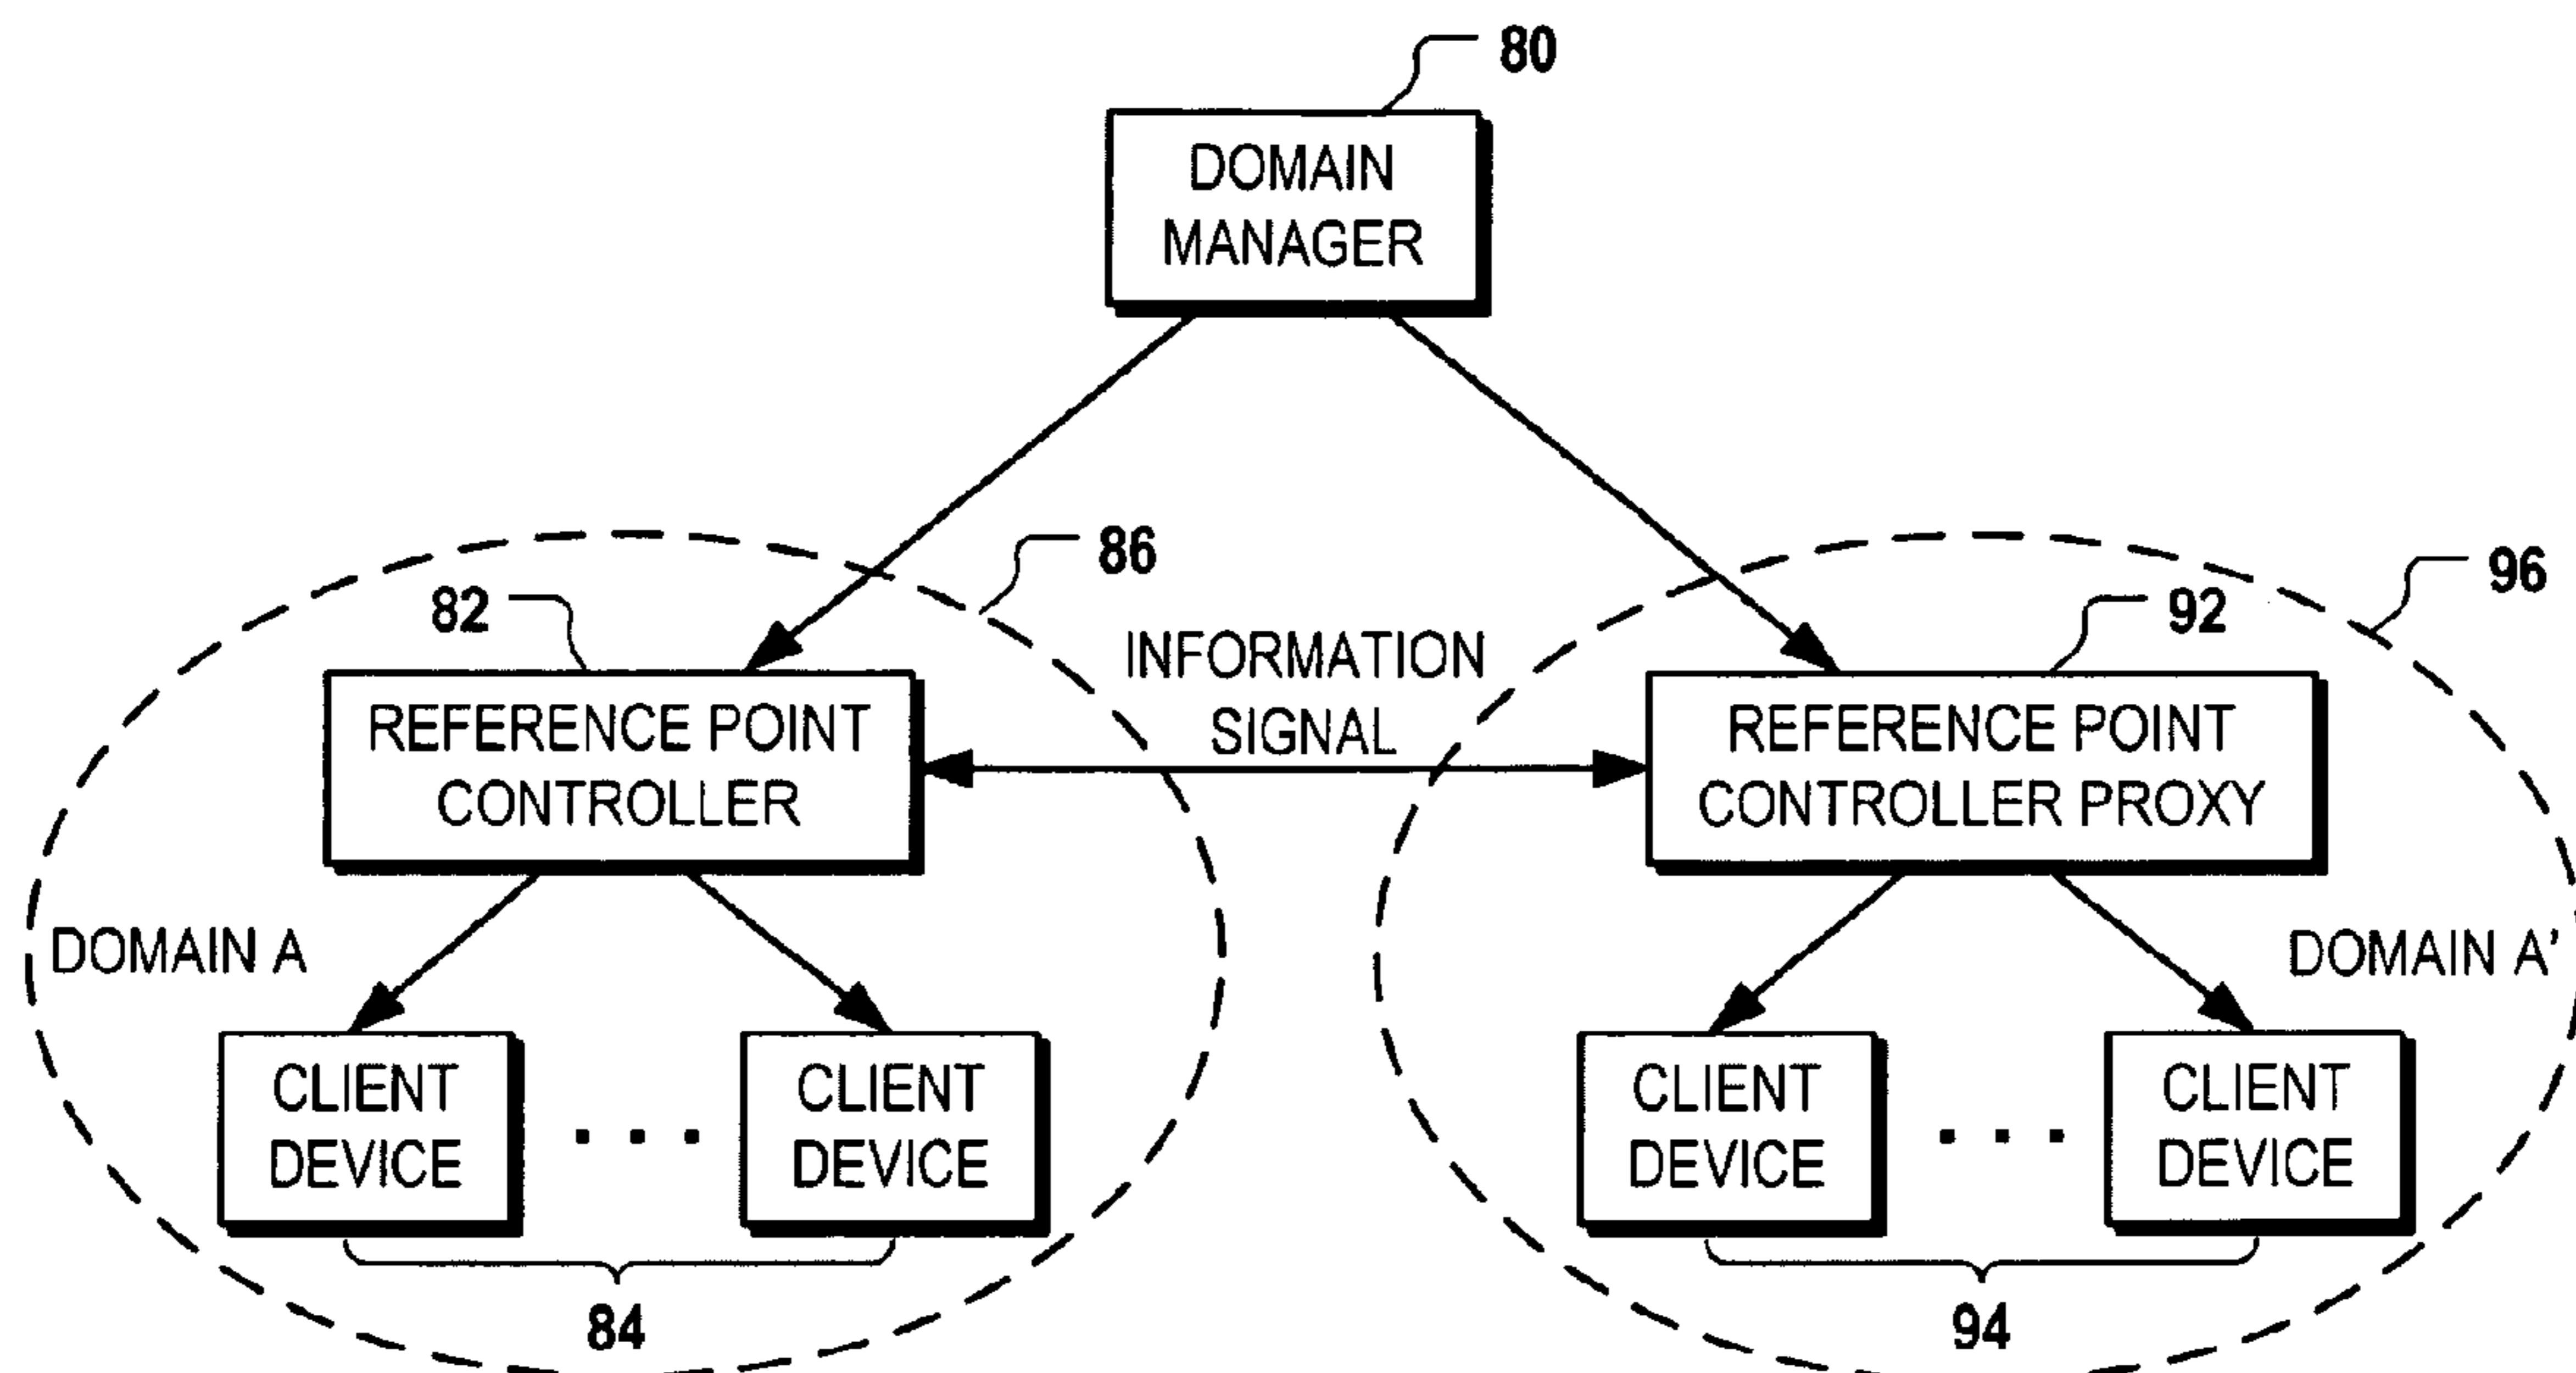 80
DOMAIN
MANAGER
86
96
82
92
INFORMATION
SIGNAL
REFERENCE POINT
CONTROLLER
REFERENCE POINT
CONTROLLER PROXY
DOMAIN A
DOMAIN A'
CLIENT
DEVICE
. . .
CLIENT
DEVICE
CLIENT
DEVICE
. . .
CLIENT
DEVICE
84
94